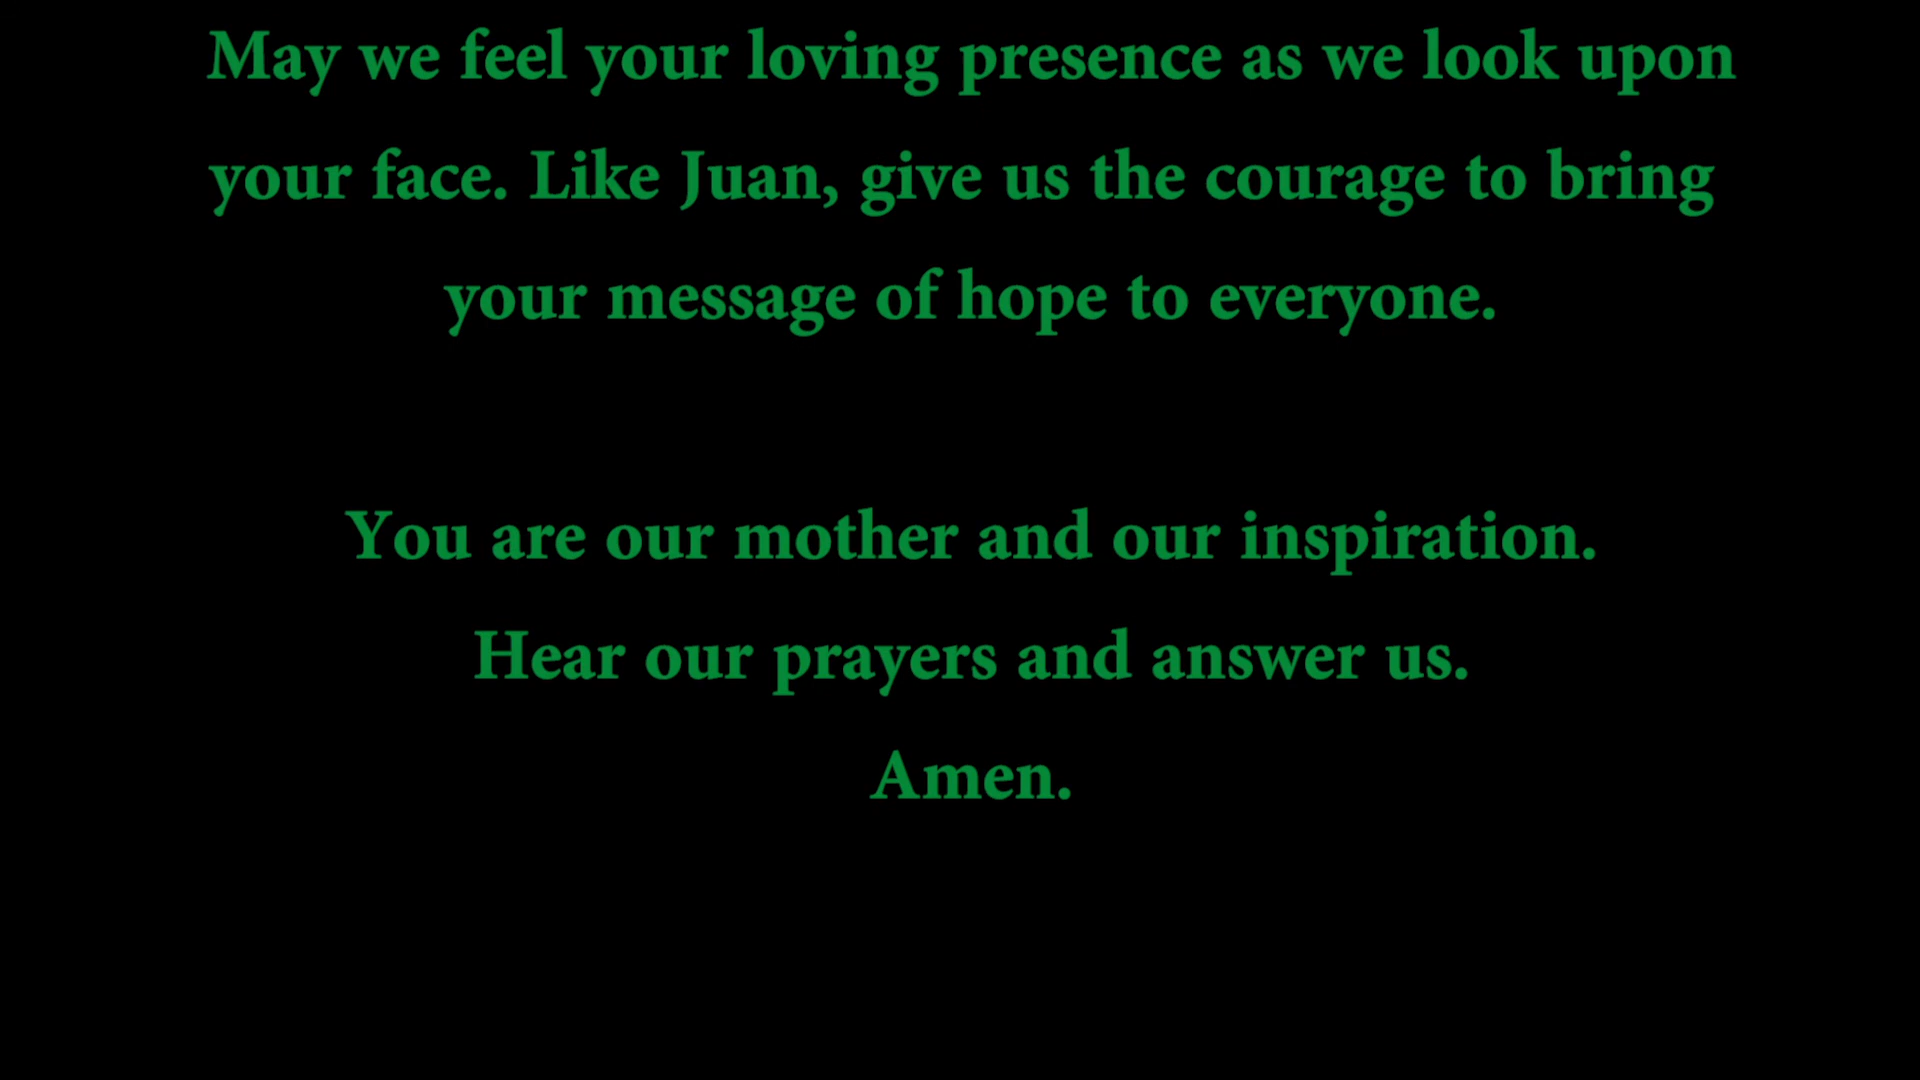 May we feel your loving presence as we look upon
your face. Like Juan, give us the courage to bring
your message of hope to everyone.
You are our mother and our inspiration.
Hear our prayers and answer us.
Amen.